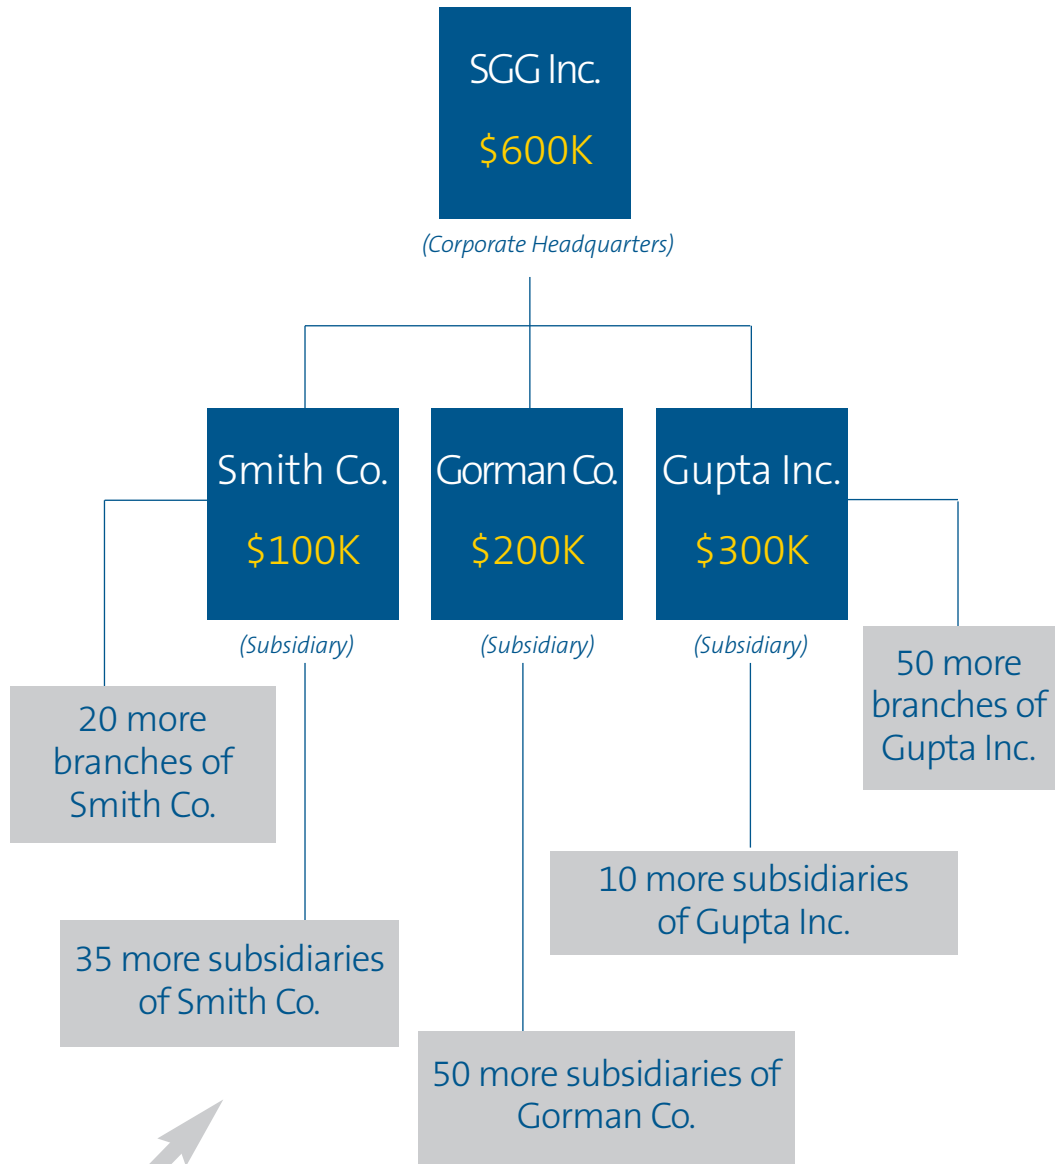 SGG Inc.
$600K
(Corporate Headquarters)
Smith Co.
$100K
(Subsidiary)
Gorman Co.
$200K
(Subsidiary)
Gupta Inc.
$300K
(Subsidiary)
50 more
branches of
Gupta Inc.
20 more
branches of
Smith Co.
10 more subsidiaries
of Gupta Inc.
35 more subsidiaries
of Smith Co.
50 more subsidiaries of
Gorman Co.